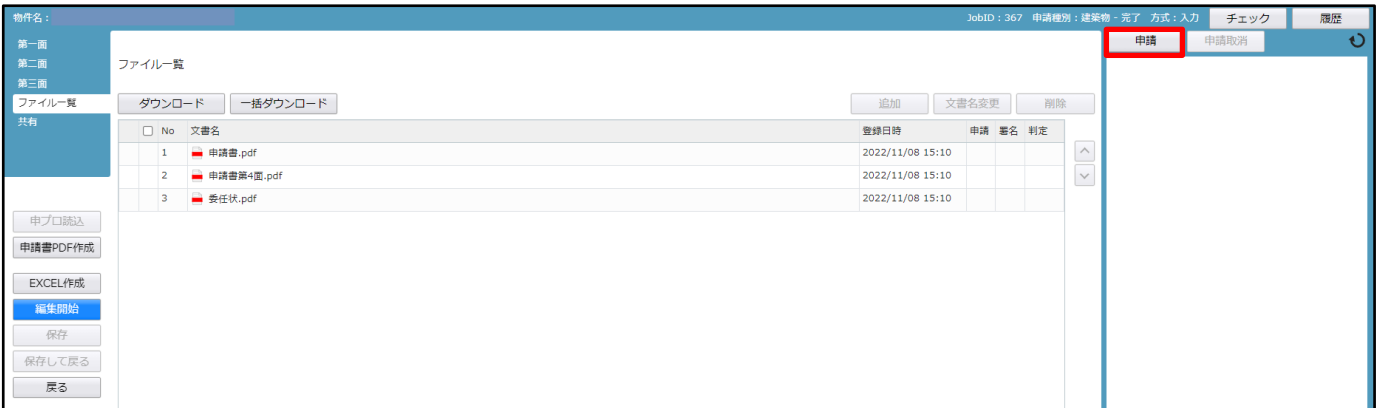 物件名：
JobID：367 申請種別：建築物 - 完了 方式：入力
チェック
履歴
第一面
第二面
第三面
ファイル一覧
共有
申プロ読込
申請書PDF作成
EXCEL作成
編集開始
保存
保存して戻る
戻る
ファイル一覧
ダウンロード 一括ダウンロード 追加 文書名変更 削除
No 文書名 登録日時 申請 署名 判定
1 申請書.pdf 2022/11/08 15:10
2 申請書第4面.pdf 2022/11/08 15:10
3 委任状.pdf 2022/11/08 15:10
申請 申請取消